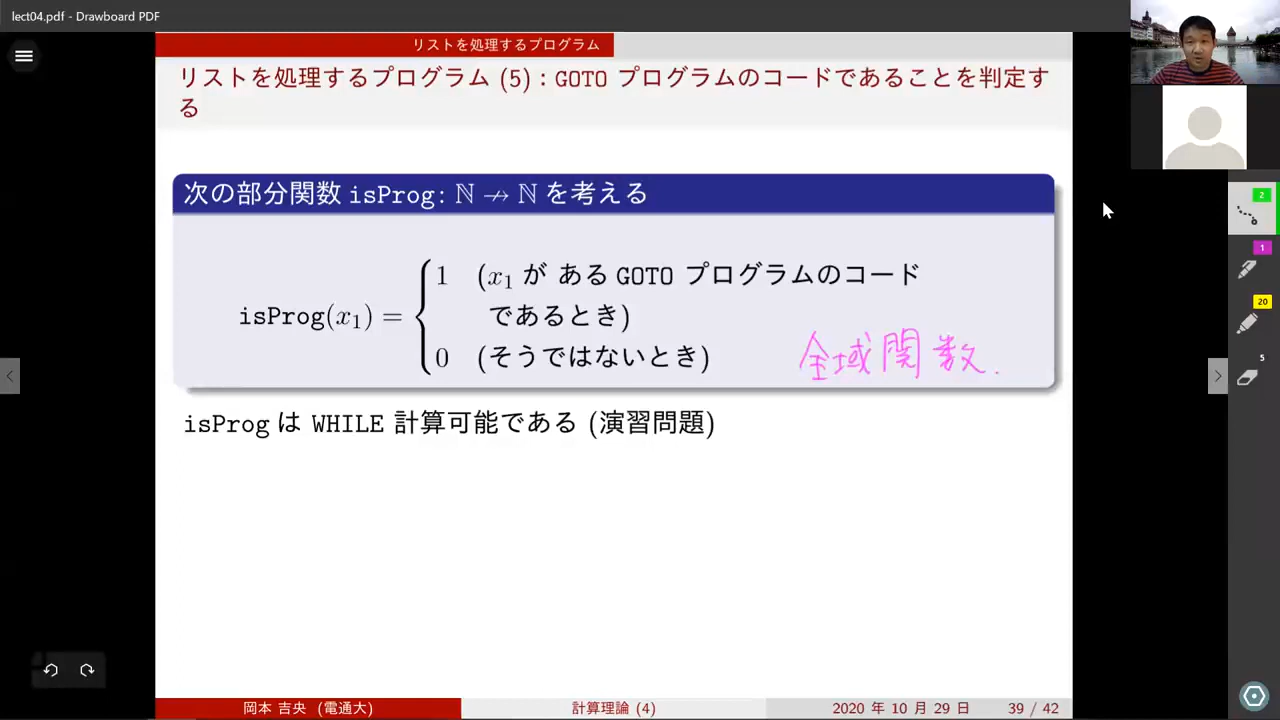 lect04.pdf - Drawboard PDF
リストを処理するプログラム
リストを処理するプログラム (5) : GOTO プログラムのコードであることを判定す
る
次の部分関数 isProg: ℕ ↛ ℕ を考える
1 (x₁ が ある GOTO プログラムのコード
isProg(x₁) = であるとき)
0 (そうではないとき)
全域関数.
isProg は WHILE 計算可能である (演習問題)
岡本 吉央 (電通大) 計算理論 (4) 2020 年 10 月 29 日 39 / 42
2
1
20
5